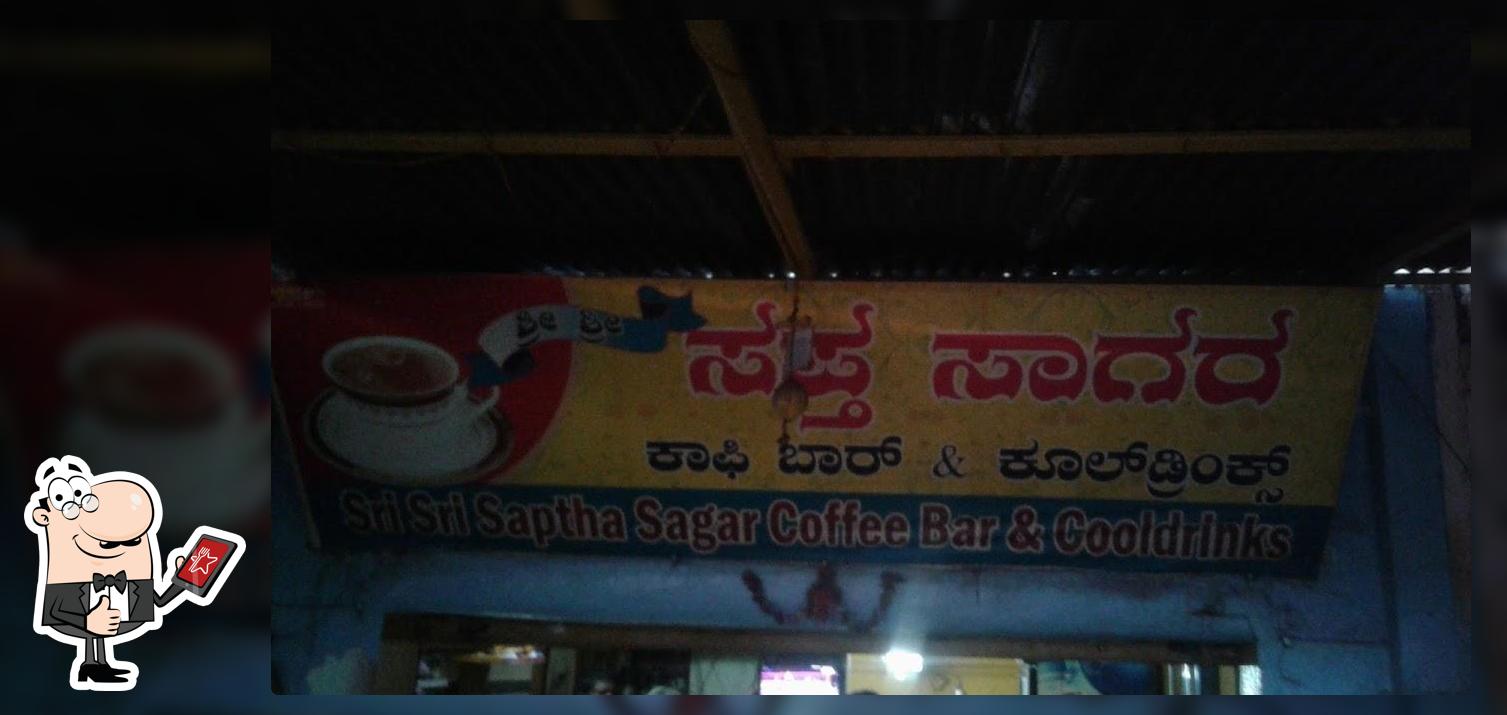 ಶ್ರೀ ಶ್ರೀ
ಸಪ್ತ ಸಾಗರ
ಕಾಫಿ ಬಾರ್ & ಕೂಲ್‌ಡ್ರಿಂಕ್ಸ್
Sri Sri Saptha Sagar Coffee Bar & Cooldrinks